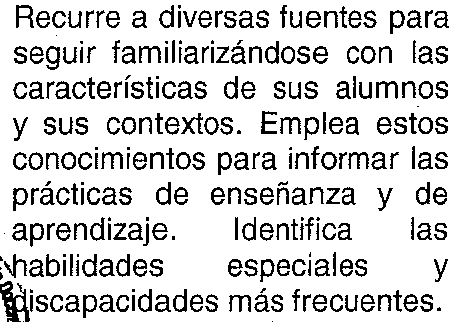 Recurre a diversas fuentes para
seguir familiarizándose con las
características de sus alumnos
y sus contextos. Emplea estos
conocimientos para informar las
prácticas de enseñanza y de
aprendizaje. Identifica las
habilidades especiales y
discapacidades más frecuentes.